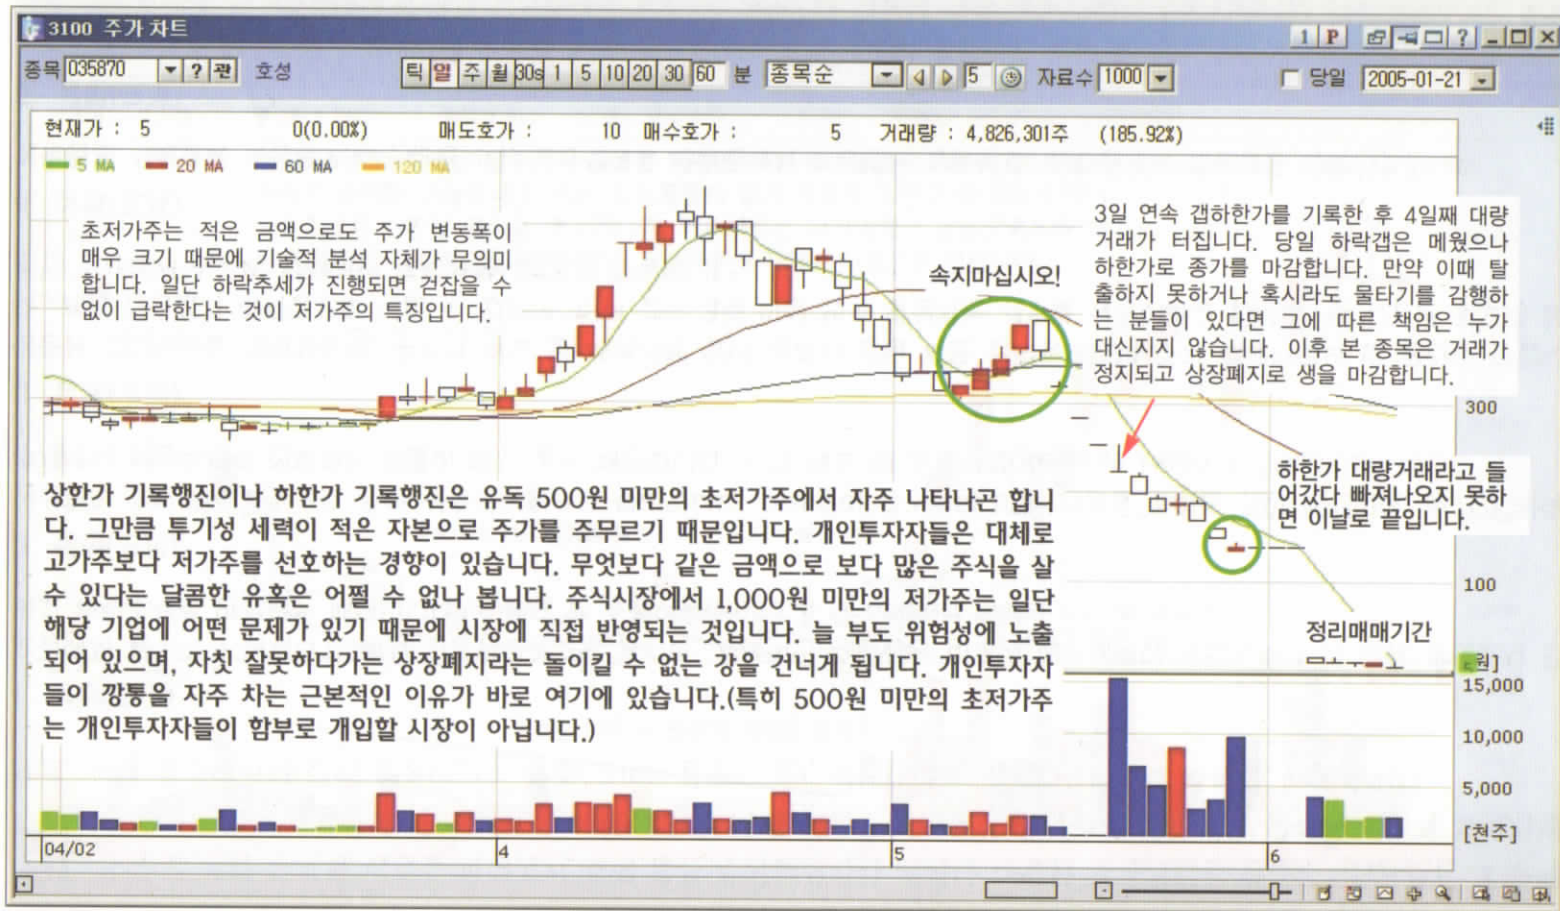 3100 주가 차트
1 P
종목 035870 ? 관 호성 틱 일 주 월 30s 1 5 10 20 30 60 분 종목순 5 자료수 1000 당일 2005-01-21
현재가 : 5 0(0.00%) 매도호가 : 10 매수호가 : 5 거래량 : 4,826,301주 (185.92%)
5 MA 20 MA 60 MA 120 MA
초저가주는 적은 금액으로도 주가 변동폭이
매우 크기 때문에 기술적 분석 자체가 무의미
합니다. 일단 하락추세가 진행되면 걷잡을 수
없이 급락한다는 것이 저가주의 특징입니다.
속지마십시오!
3일 연속 갭하한가를 기록한 후 4일째 대량
거래가 터집니다. 당일 하락갭은 메웠으나
하한가로 종가를 마감합니다. 만약 이때 탈
출하지 못하거나 혹시라도 물타기를 감행하
는 분들이 있다면 그에 따른 책임은 누가
대신지지 않습니다. 이후 본 종목은 거래가
정지되고 상장폐지로 생을 마감합니다.
300
하한가 대량거래라고 들
어갔다 빠져나오지 못하
면 이날로 끝입니다.
상한가 기록행진이나 하한가 기록행진은 유독 500원 미만의 초저가주에서 자주 나타나곤 합니
다. 그만큼 투기성 세력이 적은 자본으로 주가를 주무르기 때문입니다. 개인투자자들은 대체로
고가주보다 저가주를 선호하는 경향이 있습니다. 무엇보다 같은 금액으로 보다 많은 주식을 살
수 있다는 달콤한 유혹은 어쩔 수 없나 봅니다. 주식시장에서 1,000원 미만의 저가주는 일단
해당 기업에 어떤 문제가 있기 때문에 시장에 직접 반영되는 것입니다. 늘 부도 위험성에 노출
되어 있으며, 자칫 잘못하다가는 상장폐지라는 돌이킬 수 없는 강을 건너게 됩니다. 개인투자자
들이 깡통을 자주 차는 근본적인 이유가 바로 여기에 있습니다.(특히 500원 미만의 초저가주
는 개인투자자들이 함부로 개입할 시장이 아닙니다.)
100
정리매매기간
원]
15,000
10,000
5,000
[천주]
04/02 4 5 6